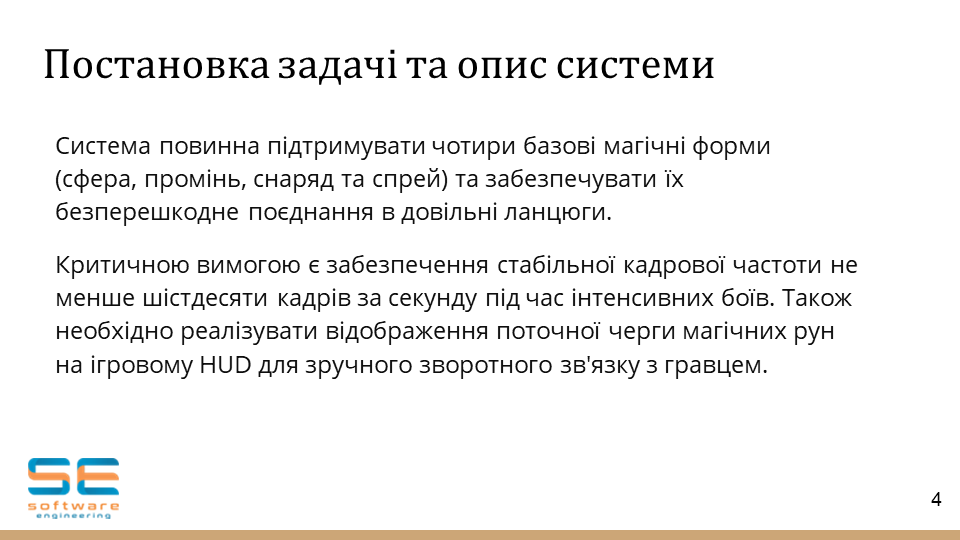 Постановка задачі та опис системи
Система повинна підтримувати чотири базові магічні форми
(сфера, промінь, снаряд та спрей) та забезпечувати їх
безперешкодне поєднання в довільні ланцюги.
Критичною вимогою є забезпечення стабільної кадрової частоти не
менше шістдесяти кадрів за секунду під час інтенсивних боїв. Також
необхідно реалізувати відображення поточної черги магічних рун
на ігровому HUD для зручного зворотного зв'язку з гравцем.
SE
software
engineering
4